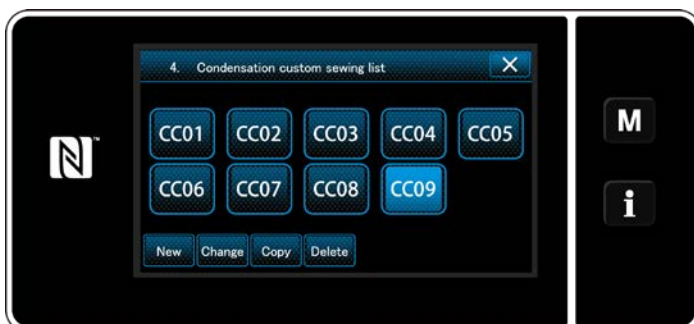 4. Condensation custom sewing list
CC01 CC02 CC03 CC04 CC05
CC06 CC07 CC08 CC09
New Change Copy Delete
M
i
N